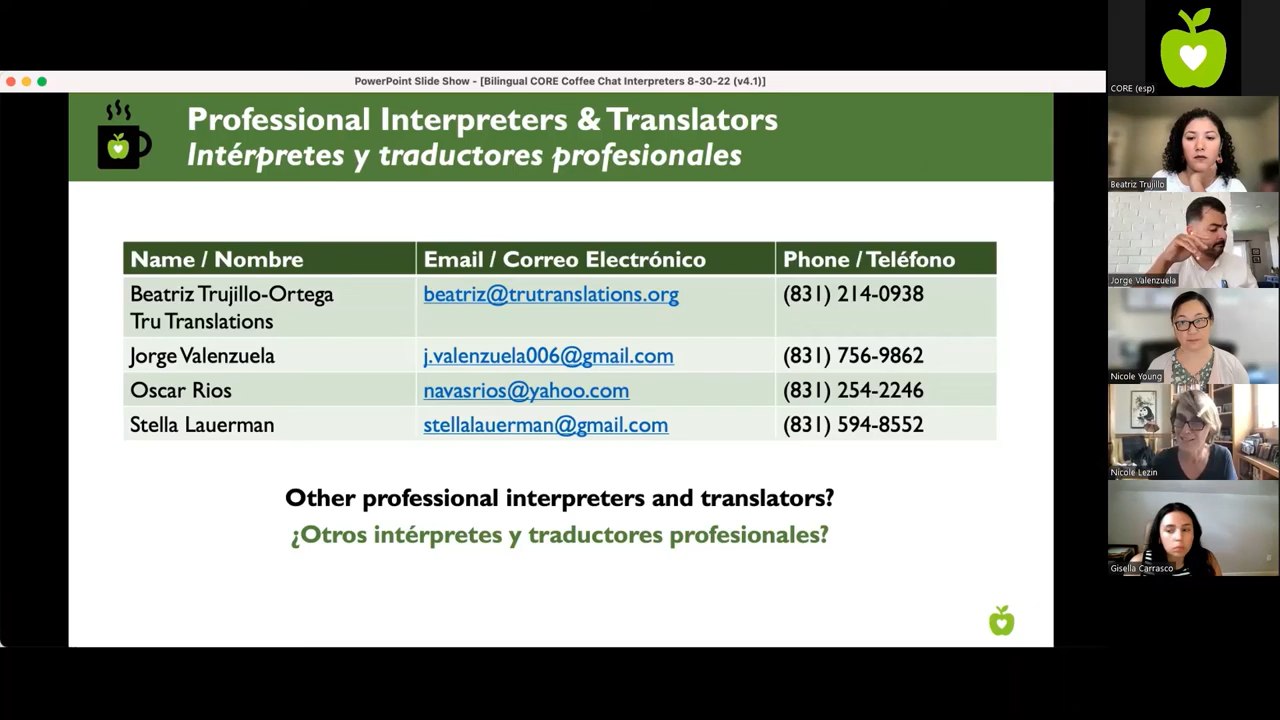 PowerPoint Slide Show - [Bilingual CORE Coffee Chat Interpreters 8-30-22 (v4.1)]
Professional Interpreters & Translators
Intérpretes y traductores profesionales
Name / Nombre Email / Correo Electrónico Phone / Teléfono
Beatriz Trujillo-Ortega beatriz@trutranslations.org (831) 214-0938
Tru Translations
Jorge Valenzuela j.valenzuela006@gmail.com (831) 756-9862
Oscar Rios navasrios@yahoo.com (831) 254-2246
Stella Lauerman stellalauerman@gmail.com (831) 594-8552
Other professional interpreters and translators?
¿Otros intérpretes y traductores profesionales?
CORE (esp)
Beatriz Trujillo
Jorge Valenzuela
Nicole Young
Nicole Lezin
Gisella Carrasco